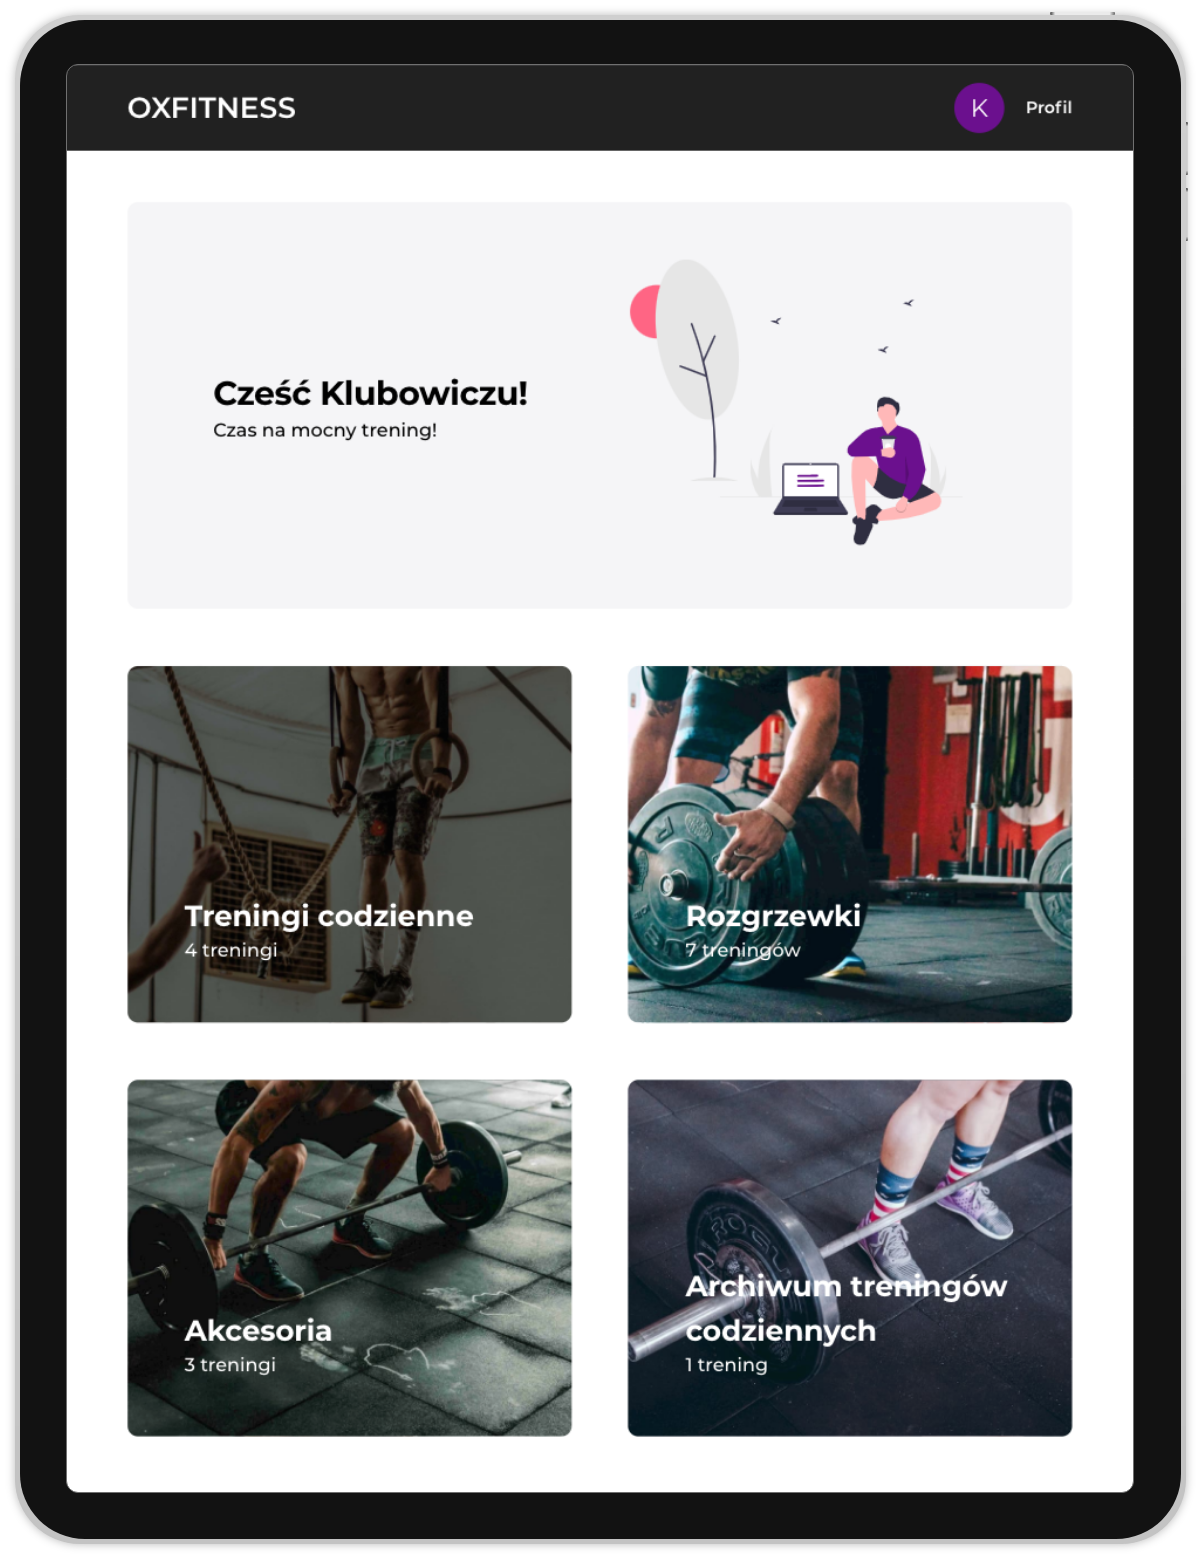 OXFITNESS
K Profil
Cześć Klubowiczu!
Czas na mocny trening!
Treningi codzienne
4 treningi
Rozgrzewki
7 treningów
Akcesoria
3 treningi
Archiwum treningów
codziennych
1 trening